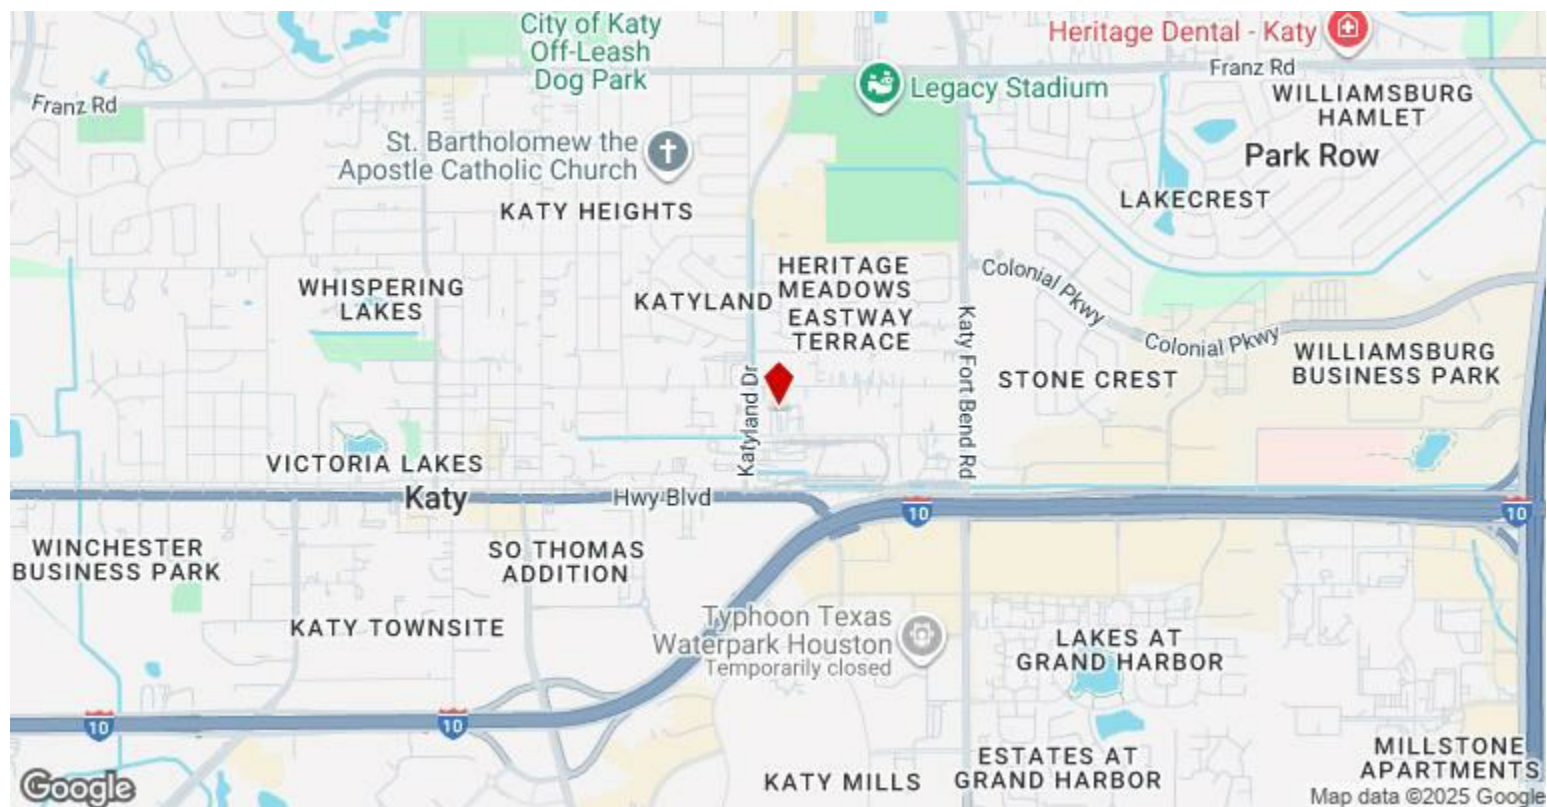 City of Katy
Off-Leash
Dog Park
Heritage Dental - Katy
Franz Rd
Franz Rd
Legacy Stadium
WILLIAMSBURG
HAMLET
St. Bartholomew the
Apostle Catholic Church
Park Row
KATY HEIGHTS
LAKECREST
HERITAGE
MEADOWS
Colonial Pkwy
WHISPERING
LAKES
KATYLAND
EASTWAY
TERRACE
Katy Fort Bend Rd
Colonial Pkwy
WILLIAMSBURG
BUSINESS PARK
STONE CREST
Katyland Dr
VICTORIA LAKES
Katy
Hwy Blvd
10
10
WINCHESTER
BUSINESS PARK
SO THOMAS
ADDITION
Typhoon Texas
Waterpark Houston
Temporarily closed
KATY TOWNSITE
LAKES AT
GRAND HARBOR
10
10
MILLSTONE
APARTMENTS
ESTATES AT
GRAND HARBOR
KATY MILLS
Google
Map data ©2025 Google